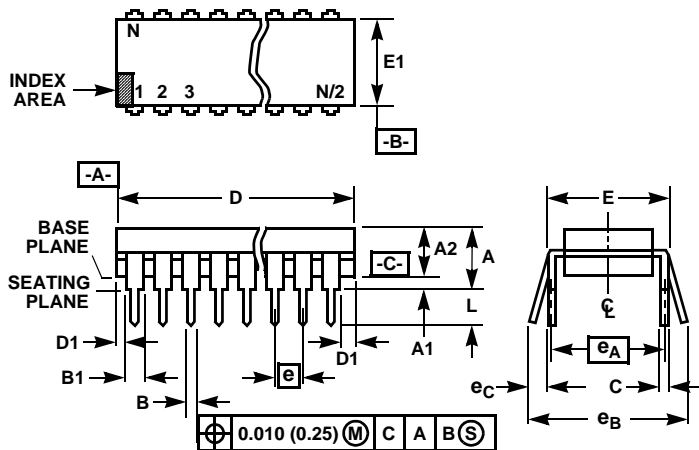 N
E1
INDEX
AREA
1 2 3 N/2
-B-
-A-
D
E
BASE
PLANE
A2
A
-C-
SEATING
PLANE
L
℄
D1
A1
D1
eA
B1
e
eC
C
B
eB
0.010 (0.25) Ⓜ C A B Ⓢ